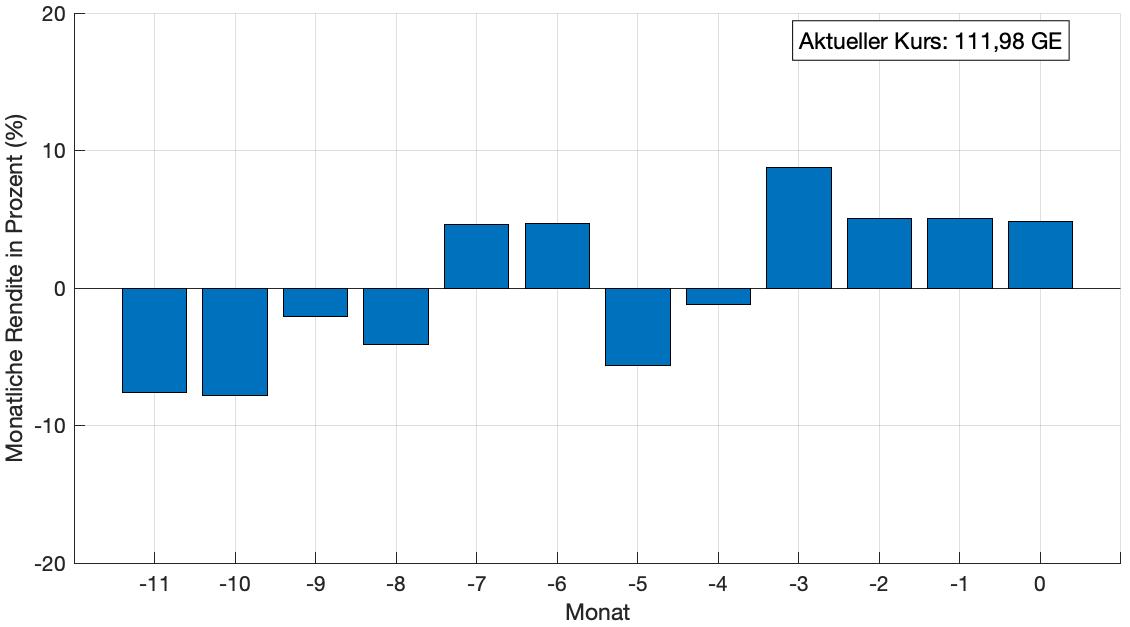 Aktueller Kurs: 111,98 GE
Monatliche Rendite in Prozent (%)
20
10
0
-10
-20
-11 -10 -9 -8 -7 -6 -5 -4 -3 -2 -1 0
Monat